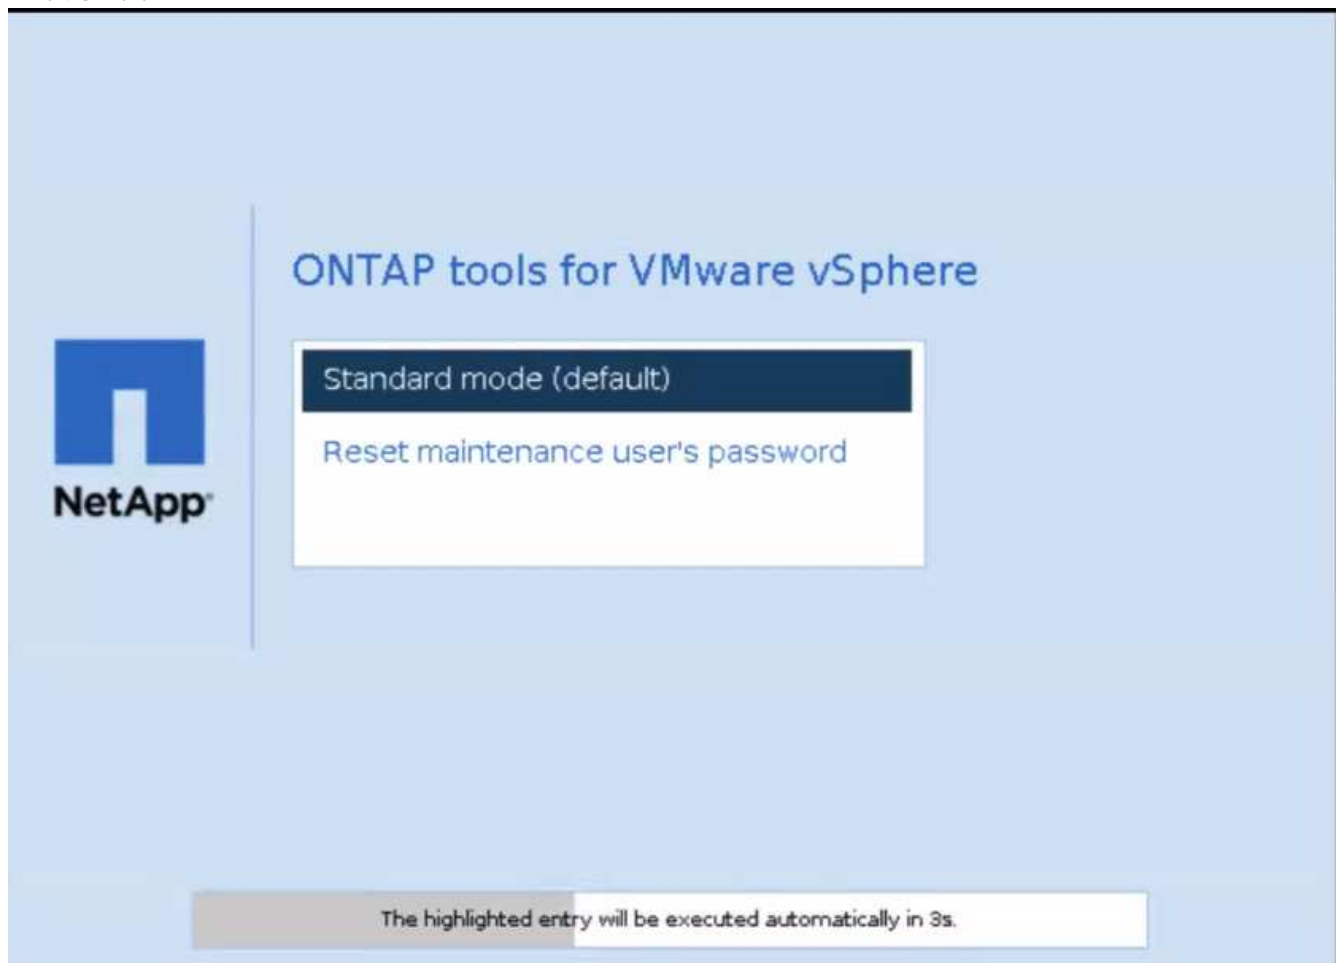 ONTAP tools for VMware vSphere
Standard mode (default)
Reset maintenance user's password
NetApp
The highlighted entry will be executed automatically in 3s.